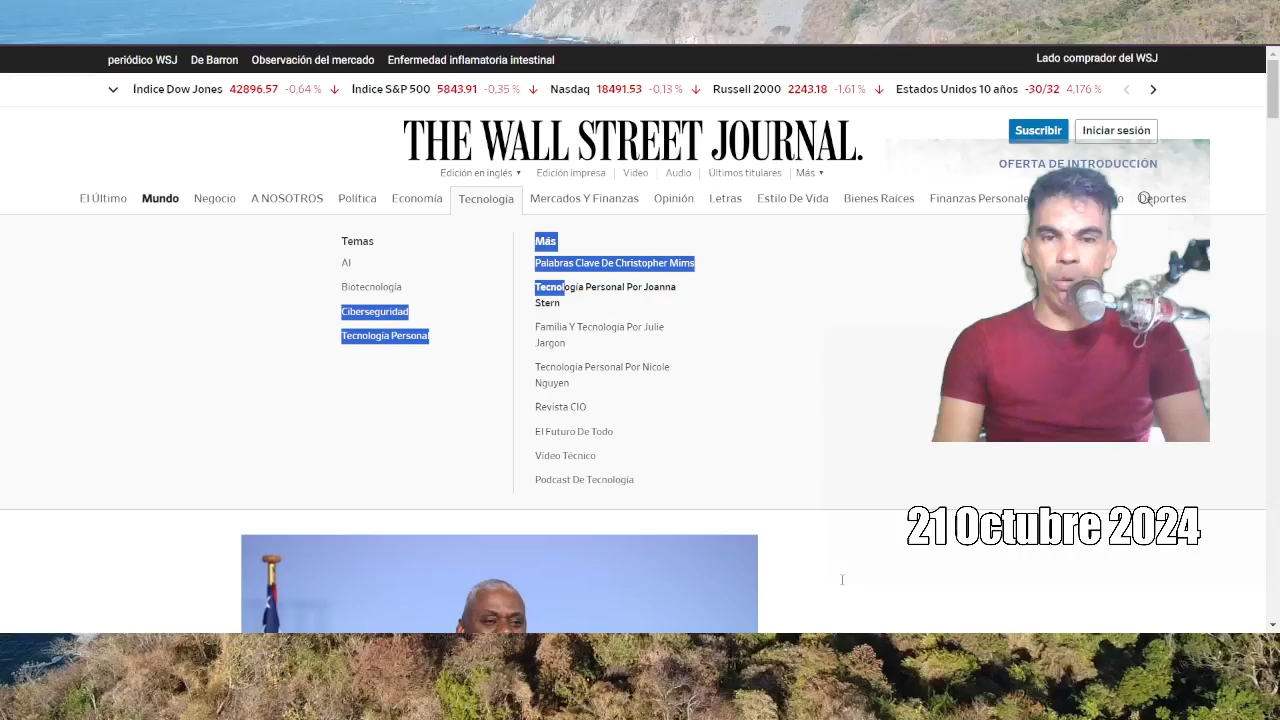 periódico WSJ De Barron Observación del mercado Enfermedad inflamatoria intestinal Lado comprador del WSJ
Índice Dow Jones 42896.57 -0,64 % Índice S&P 500 5843.91 -0,35 % Nasdaq 18491.53 -0,13 % Russell 2000 2243.18 -1,61 % Estados Unidos 10 años -30/32 4,176 %
THE WALL STREET JOURNAL.
Suscribir Iniciar sesión
OFERTA DE INTRODUCCIÓN
Edición en inglés Edición impresa Video Audio Últimos titulares Más
El Último Mundo Negocio A NOSOTROS Política Economía Tecnología Mercados Y Finanzas Opinión Letras Estilo De Vida Bienes Raíces Finanzas Personale o Deportes
Temas
AI
Biotecnología
Ciberseguridad
Tecnología Personal
Más
Palabras Clave De Christopher Mims
Tecnología Personal Por Joanna
Stern
Familia Y Tecnología Por Julie
Jargon
Tecnología Personal Por Nicole
Nguyen
Revista CIO
El Futuro De Todo
Vídeo Técnico
Podcast De Tecnología
21 Octubre 2024